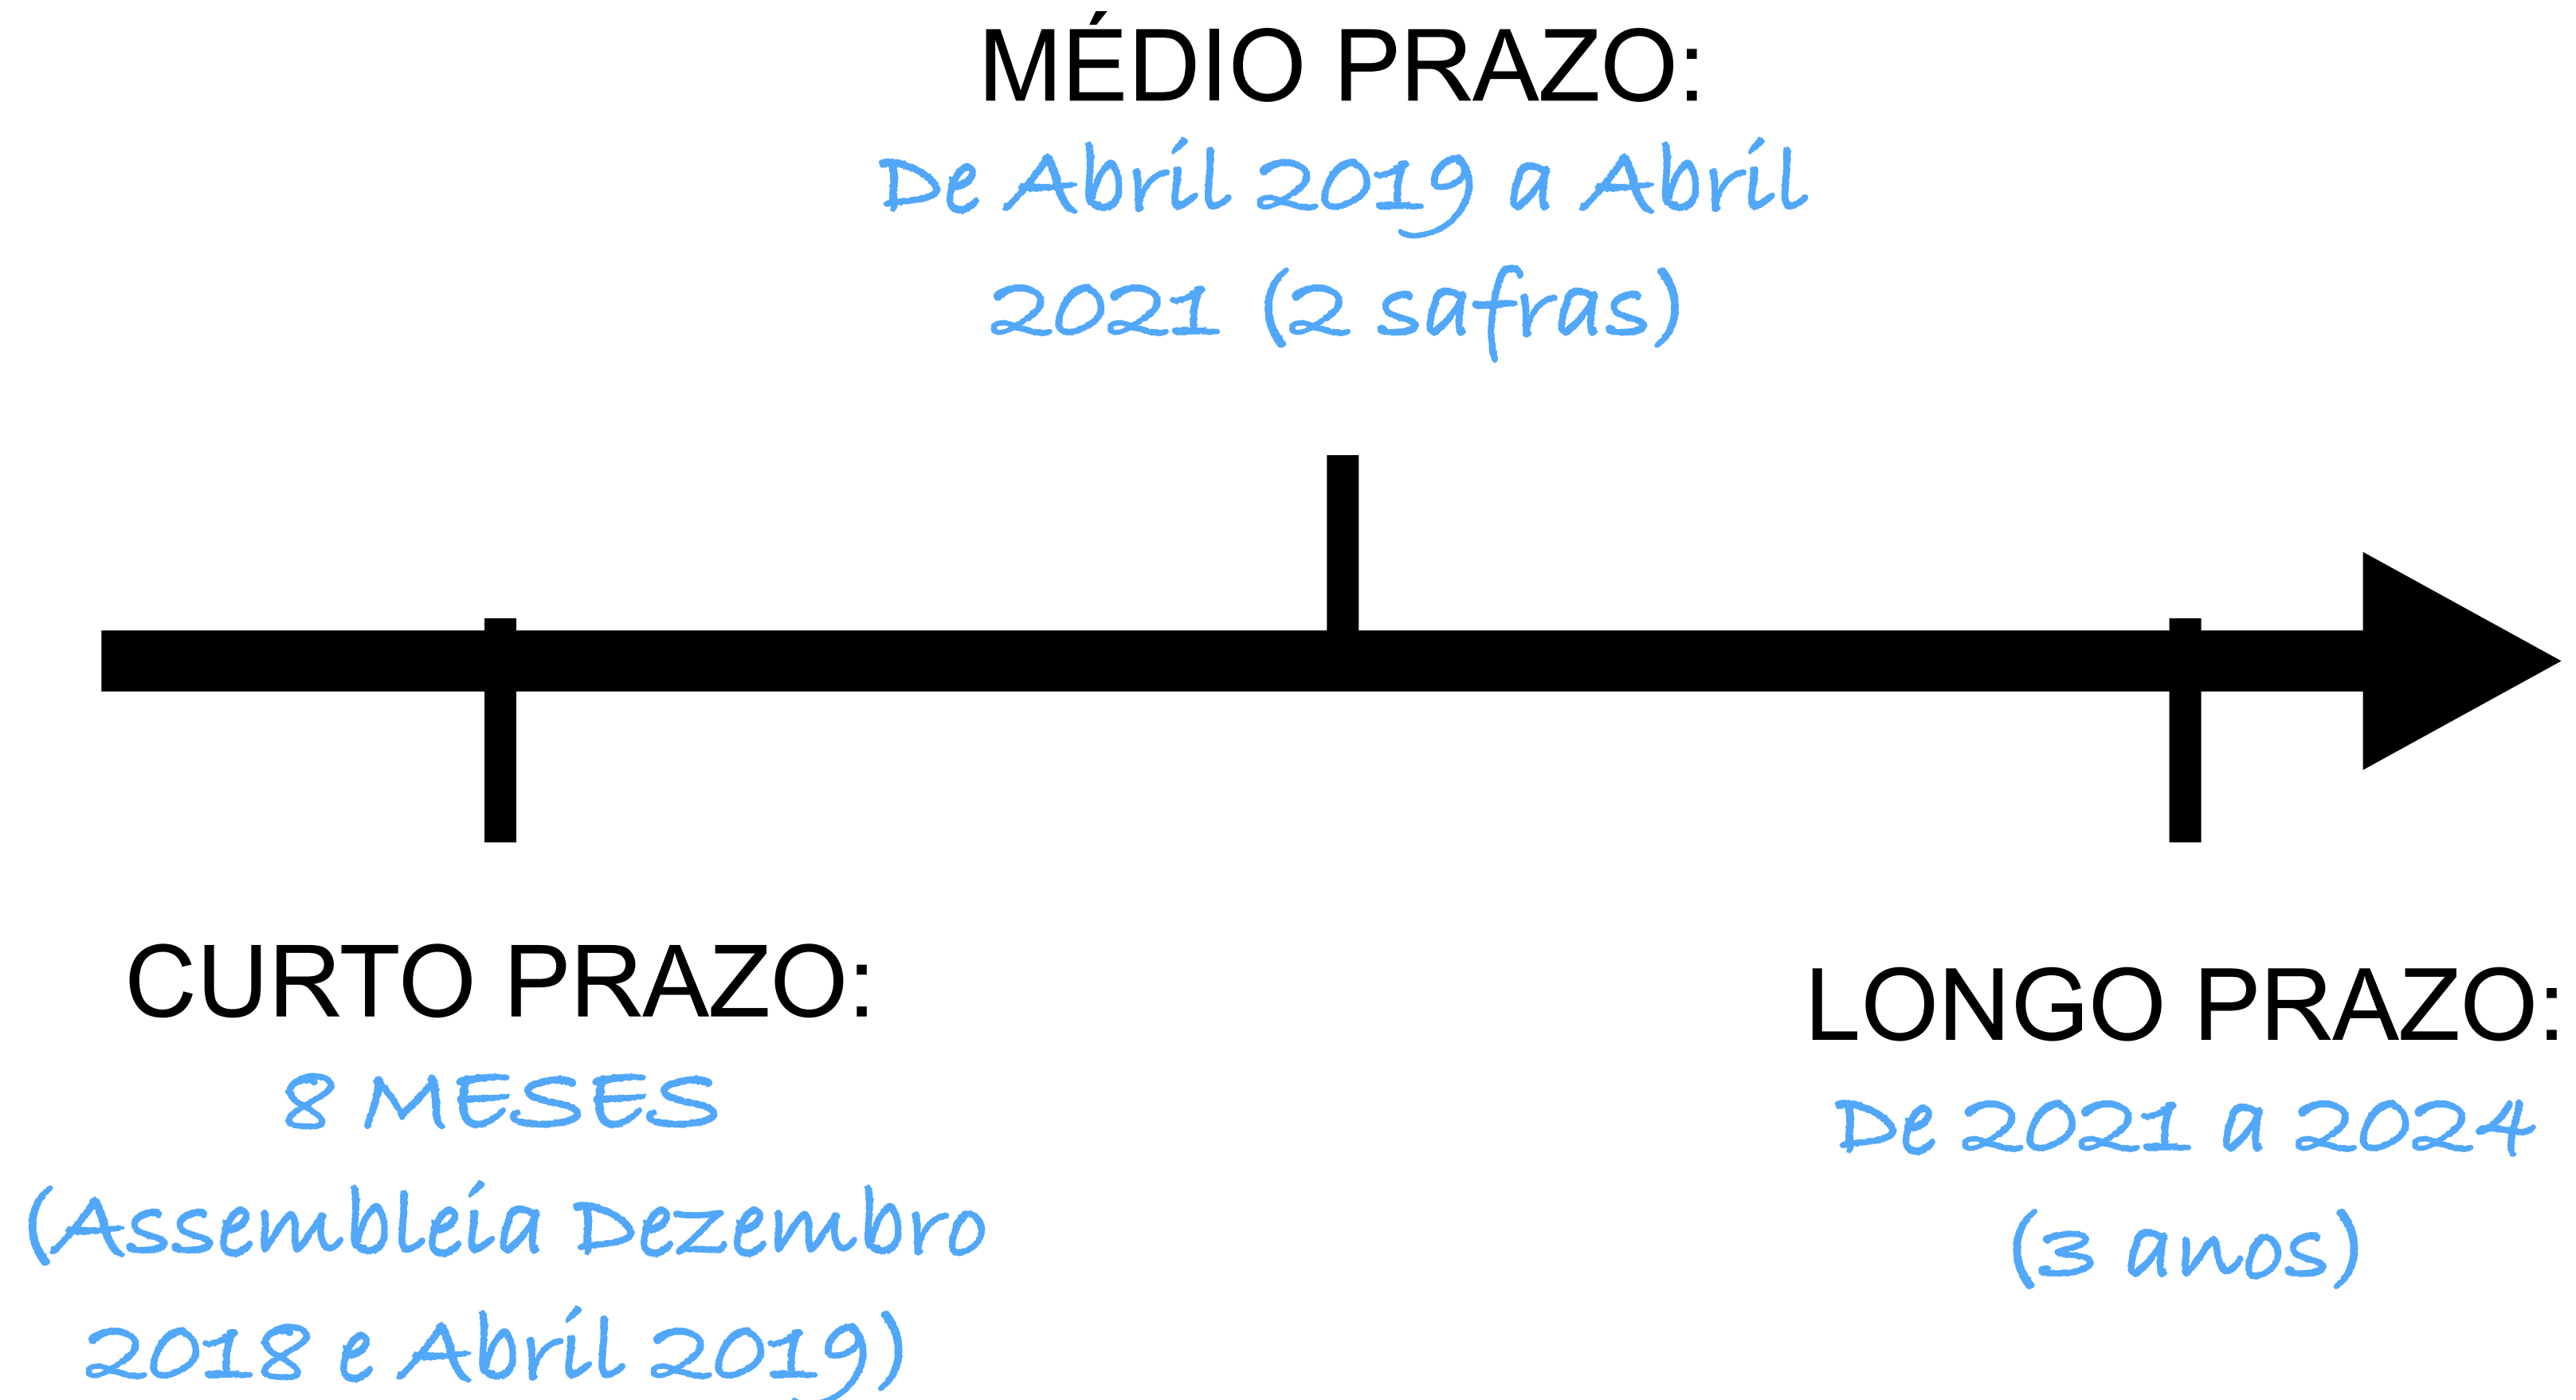 MÉDIO PRAZO:
De Abril 2019 a Abril
2021 (2 safras)
CURTO PRAZO:
8 MESES
(Assembleia Dezembro
2018 e Abril 2019)
LONGO PRAZO:
De 2021 a 2024
(3 anos)